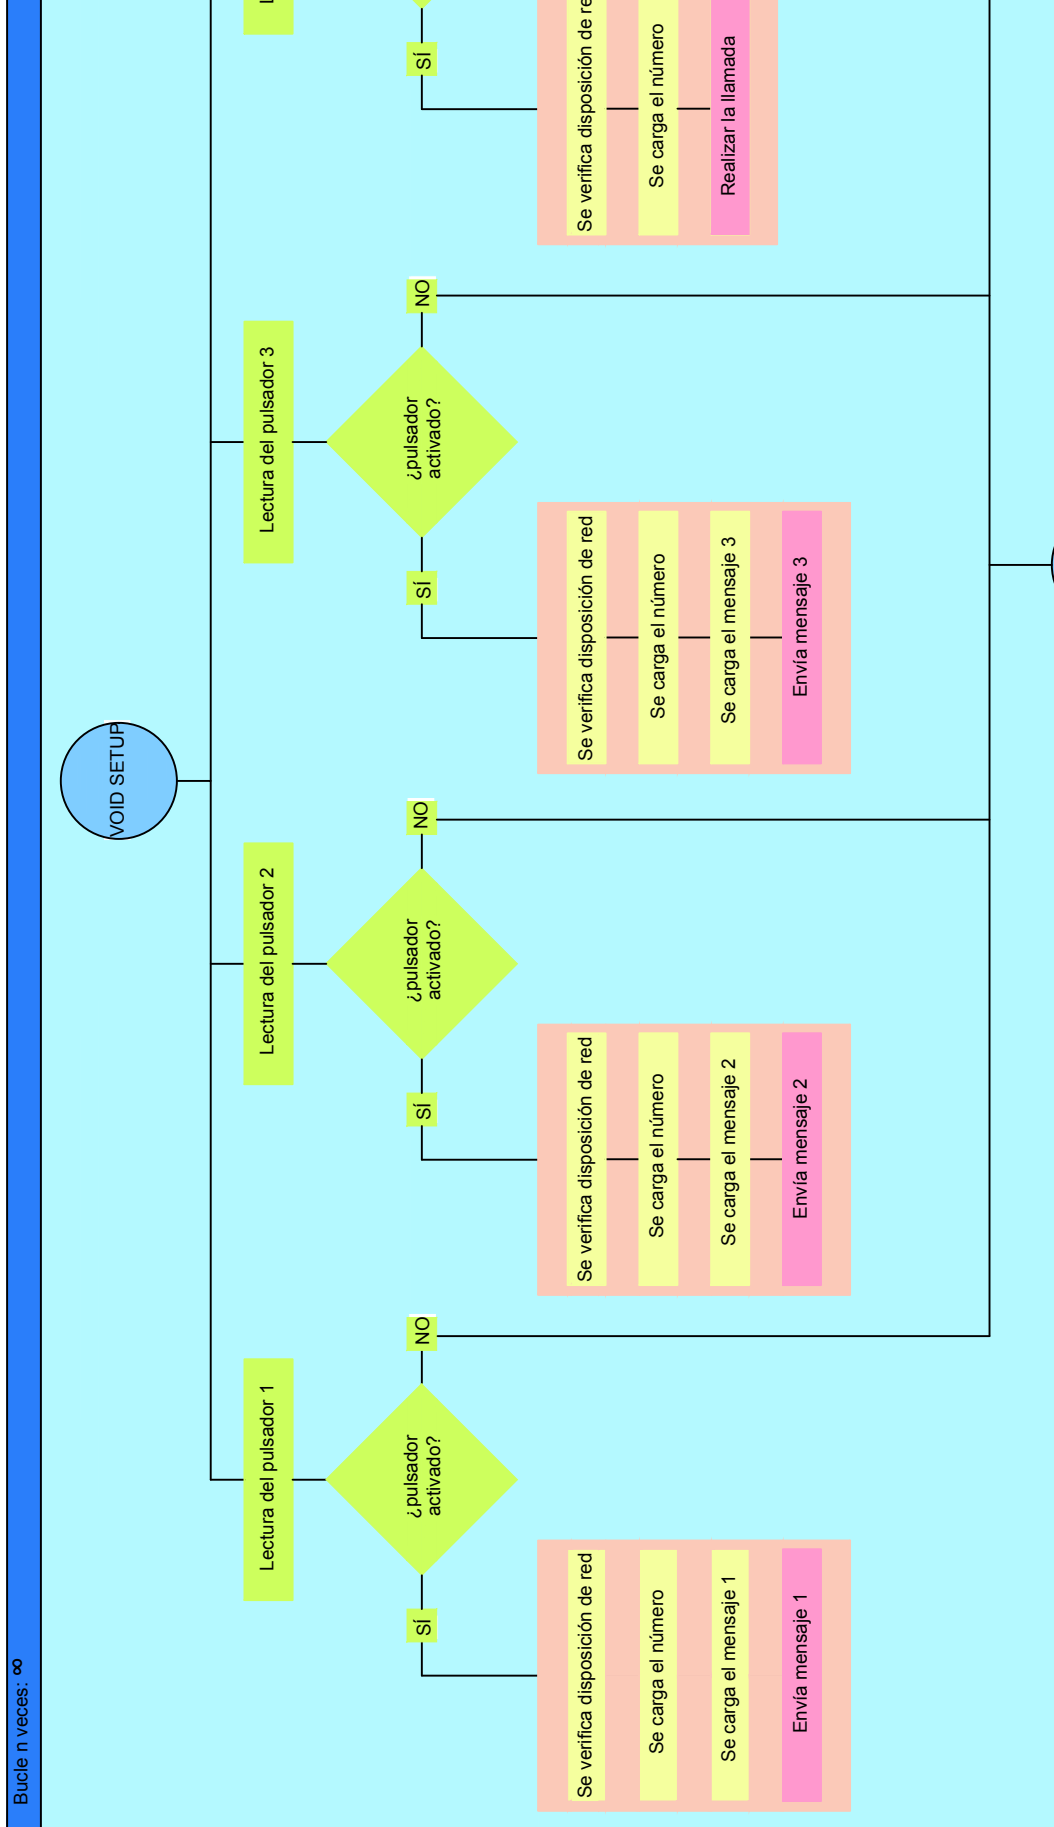 Bucle n veces: ∞
VOID SETUP
Lectura del pulsador 1
¿pulsador
activado?
SÍ
NO
Se verifica disposición de red
Se carga el número
Se carga el mensaje 1
Envía mensaje 1
Lectura del pulsador 2
¿pulsador
activado?
SÍ
NO
Se verifica disposición de red
Se carga el número
Se carga el mensaje 2
Envía mensaje 2
Lectura del pulsador 3
¿pulsador
activado?
SÍ
NO
Se verifica disposición de red
Se carga el número
Se carga el mensaje 3
Envía mensaje 3
SÍ
Se verifica disposición de
Se carga el número
Realizar la llamada